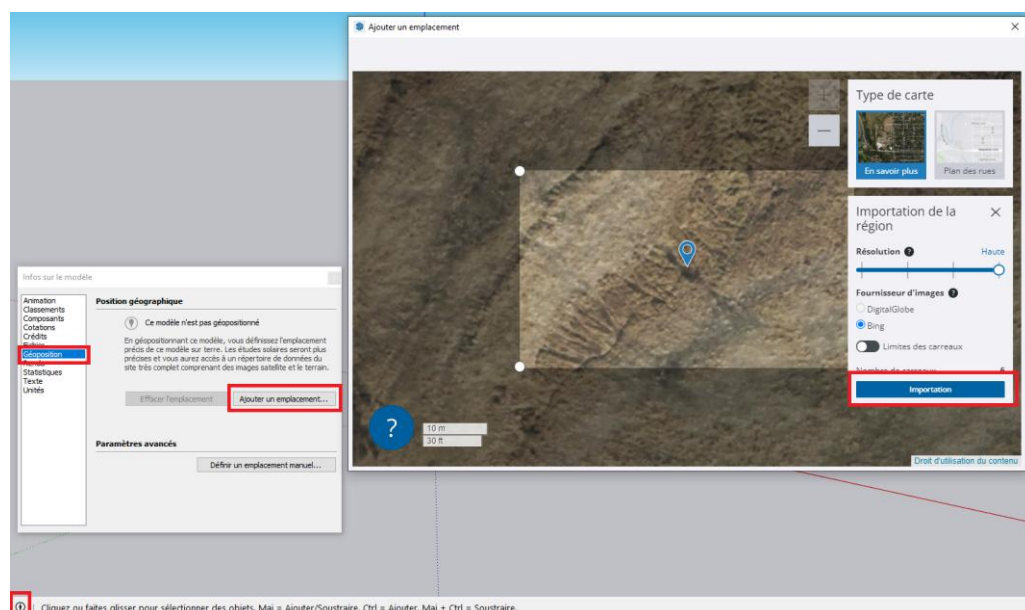 Ajouter un emplacement
Type de carte
En savoir plus
Plan des rues
Importation de la
région
Résolution
Haute
Fournisseur d'images
DigitalGlobe
Bing
Limites des carreaux
Nombre de carreaux 6
Importation
?
10 m
30 ft
Droit d'utilisation du contenu
Infos sur le modèle
Animation
Classements
Composants
Cotations
Crédits
Fichier
Géoposition
Statistiques
Texte
Unités
Position géographique
Ce modèle n'est pas géopositionné
En géopositionnant ce modèle, vous définissez l'emplacement
précis de ce modèle sur terre. Les études solaires seront plus
précises et vous aurez accès à un répertoire de données du
site très complet comprenant des images satellite et le terrain.
Effacer l'emplacement
Ajouter un emplacement...
Paramètres avancés
Définir un emplacement manuel...
Cliquez ou faites glisser pour sélectionner des objets. Maj = Ajouter/Soustraire. Ctrl = Ajouter. Maj + Ctrl = Soustraire.